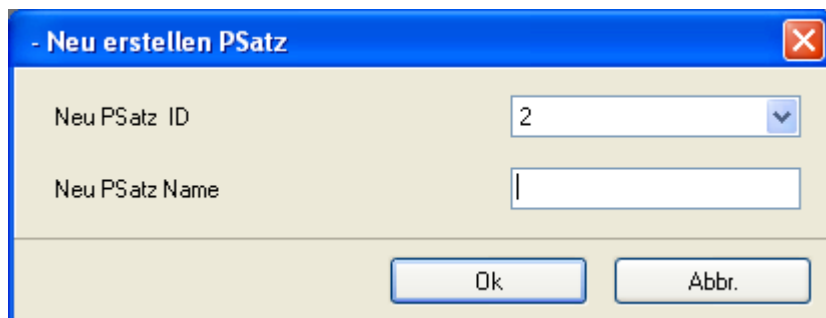 - Neu erstellen PSatz
Neu PSatz ID 2
Neu PSatz Name
Ok Abbr.